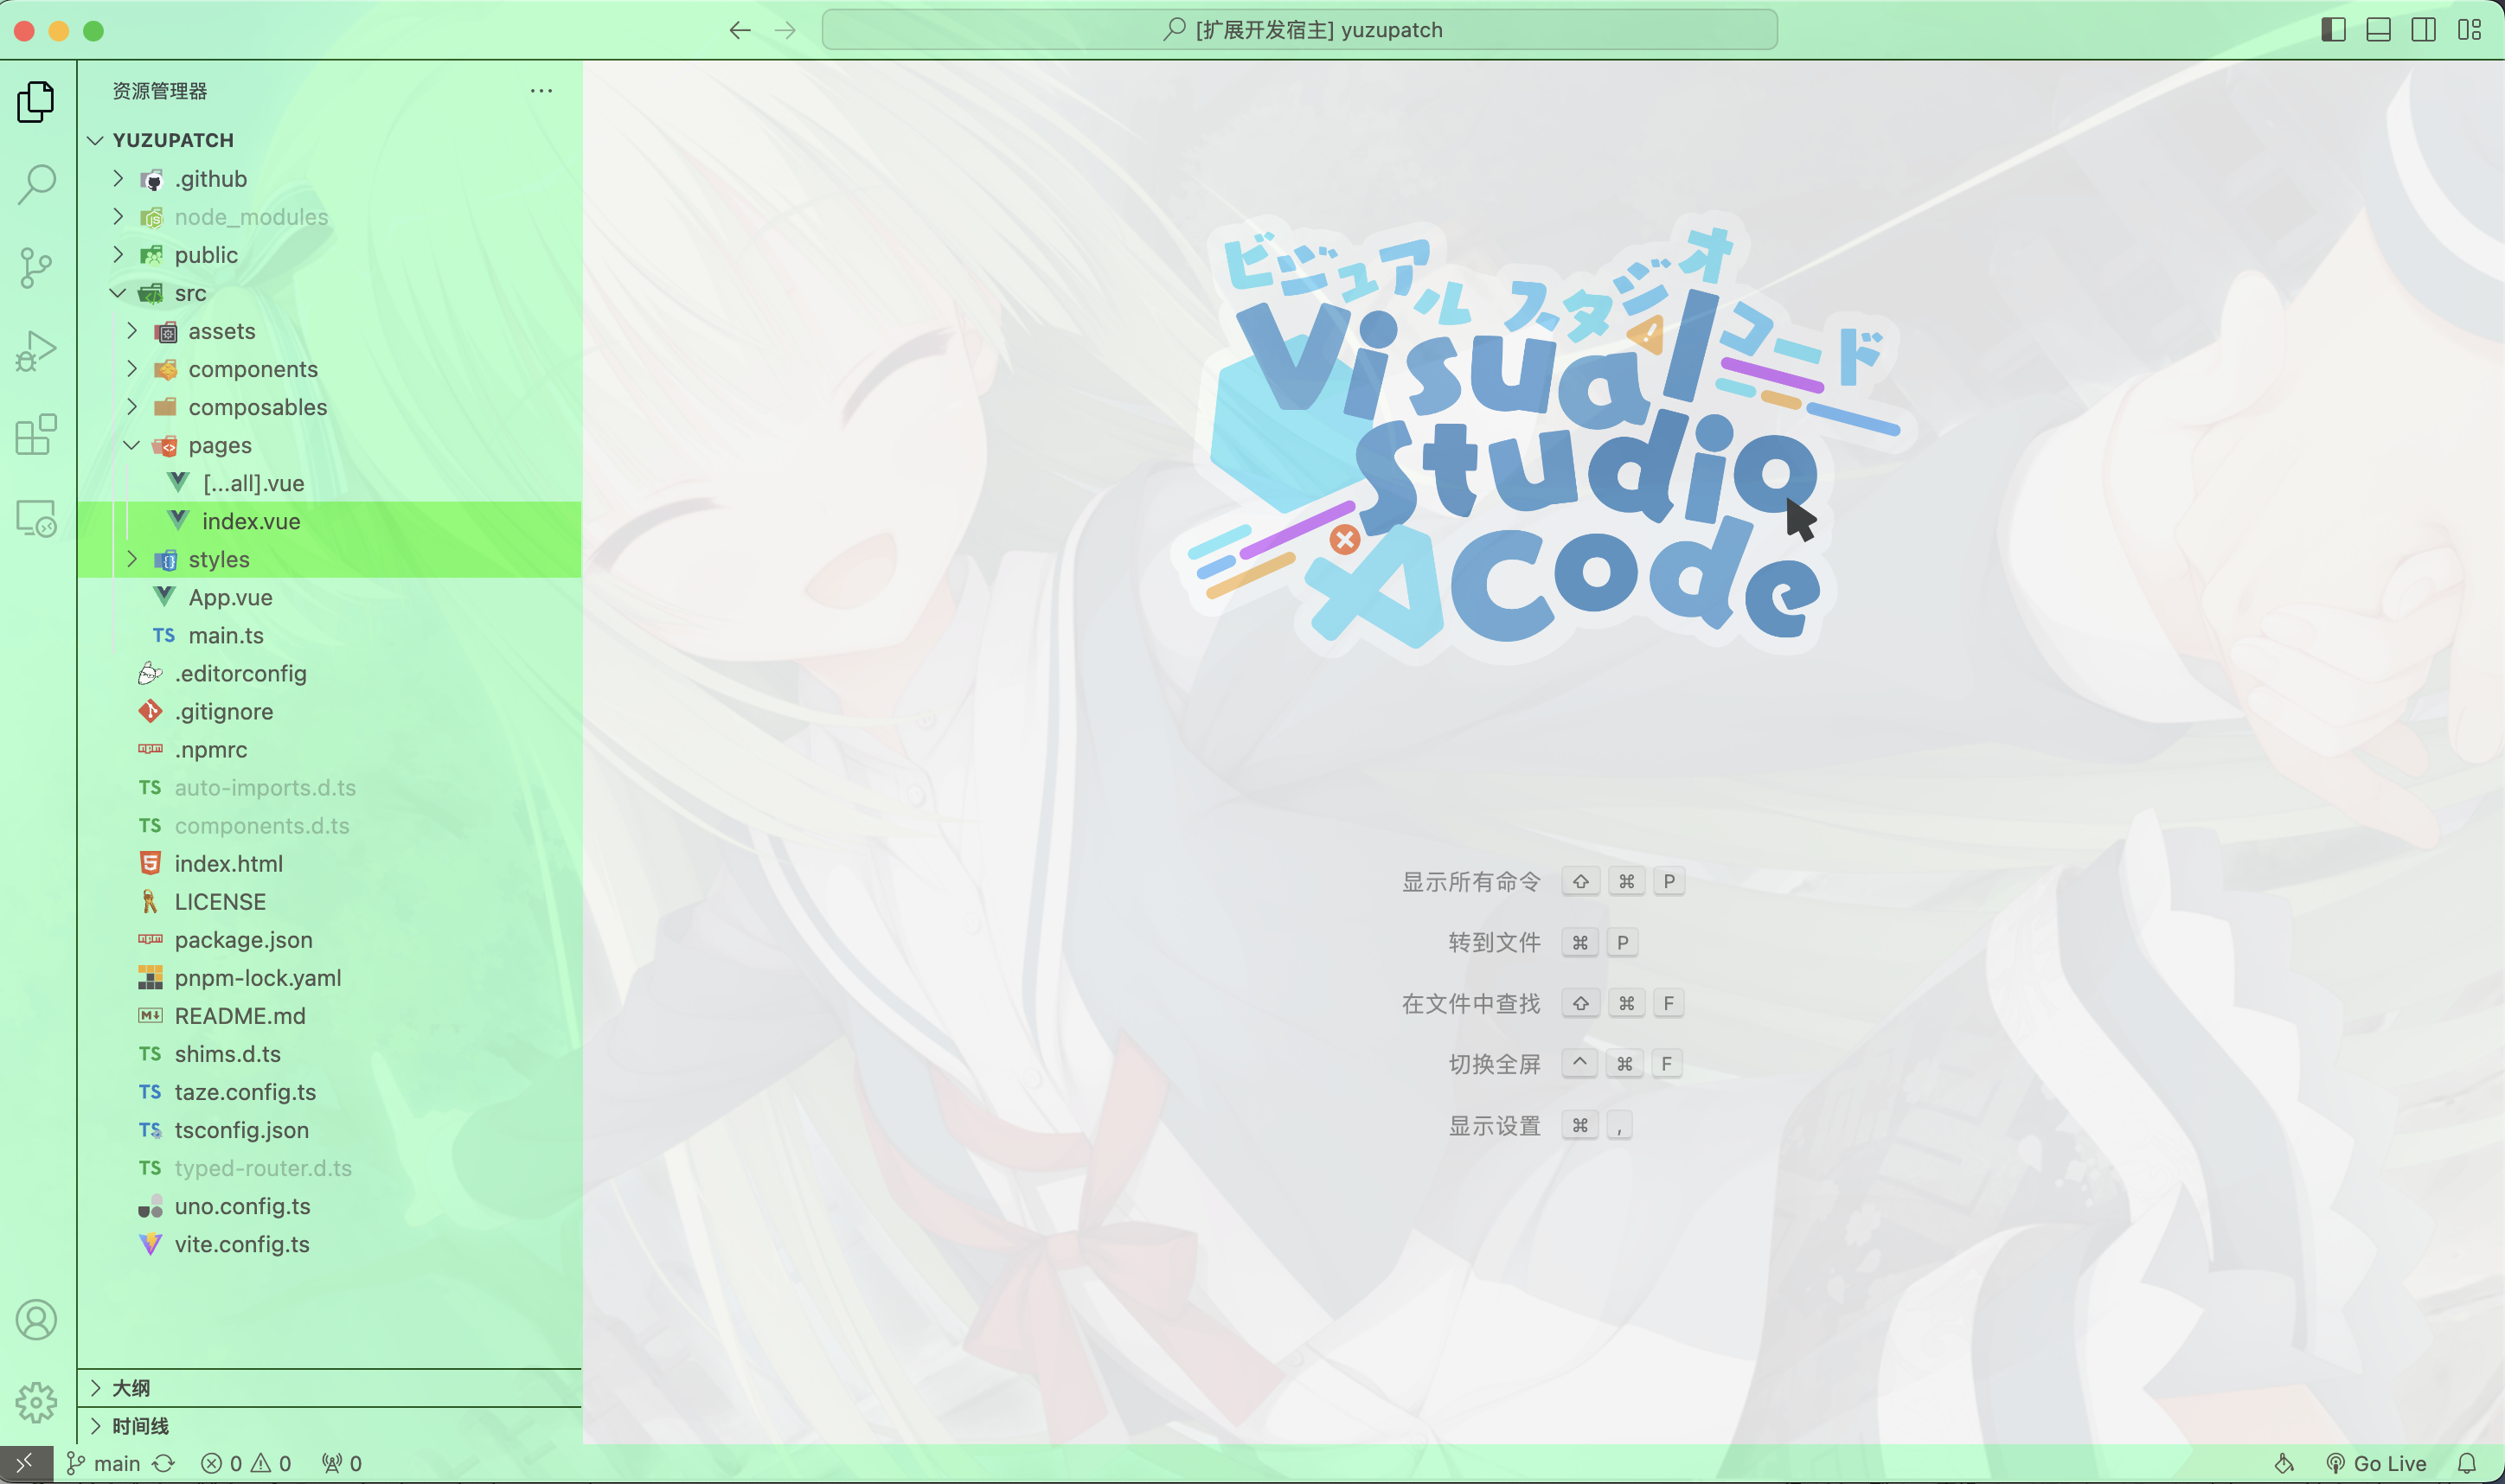 [扩展开发宿主] yuzupatch
资源管理器
YUZUPATCH
.github
node_modules
public
src
assets
components
composables
pages
[...all].vue
index.vue
styles
App.vue
TS main.ts
.editorconfig
.gitignore
.npmrc
TS auto-imports.d.ts
TS components.d.ts
index.html
LICENSE
package.json
pnpm-lock.yaml
README.md
TS shims.d.ts
TS taze.config.ts
TS tsconfig.json
TS typed-router.d.ts
uno.config.ts
vite.config.ts
大纲
时间线
ビジュアル スタジオ コード
Visual
Studio
Code
显示所有命令 ⇧ ⌘ P
转到文件 ⌘ P
在文件中查找 ⇧ ⌘ F
切换全屏 ^ ⌘ F
显示设置 ⌘ ,
main 0 0 0 Go Live